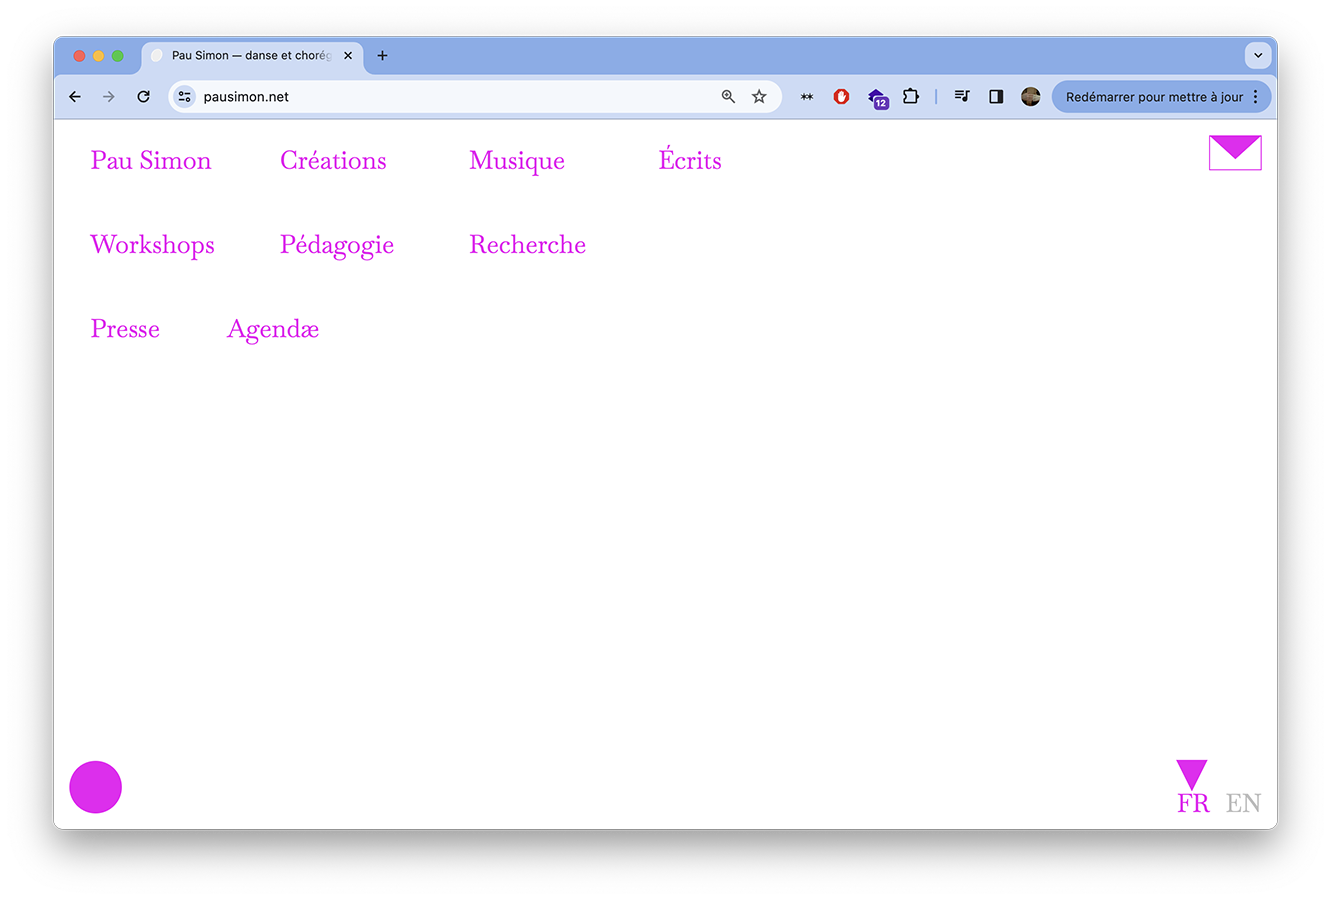 Pau Simon — danse et chorég
pausimon.net
12
Redémarrer pour mettre à jour
Pau Simon Créations Musique Écrits
Workshops Pédagogie Recherche
Presse Agendæ
FR EN